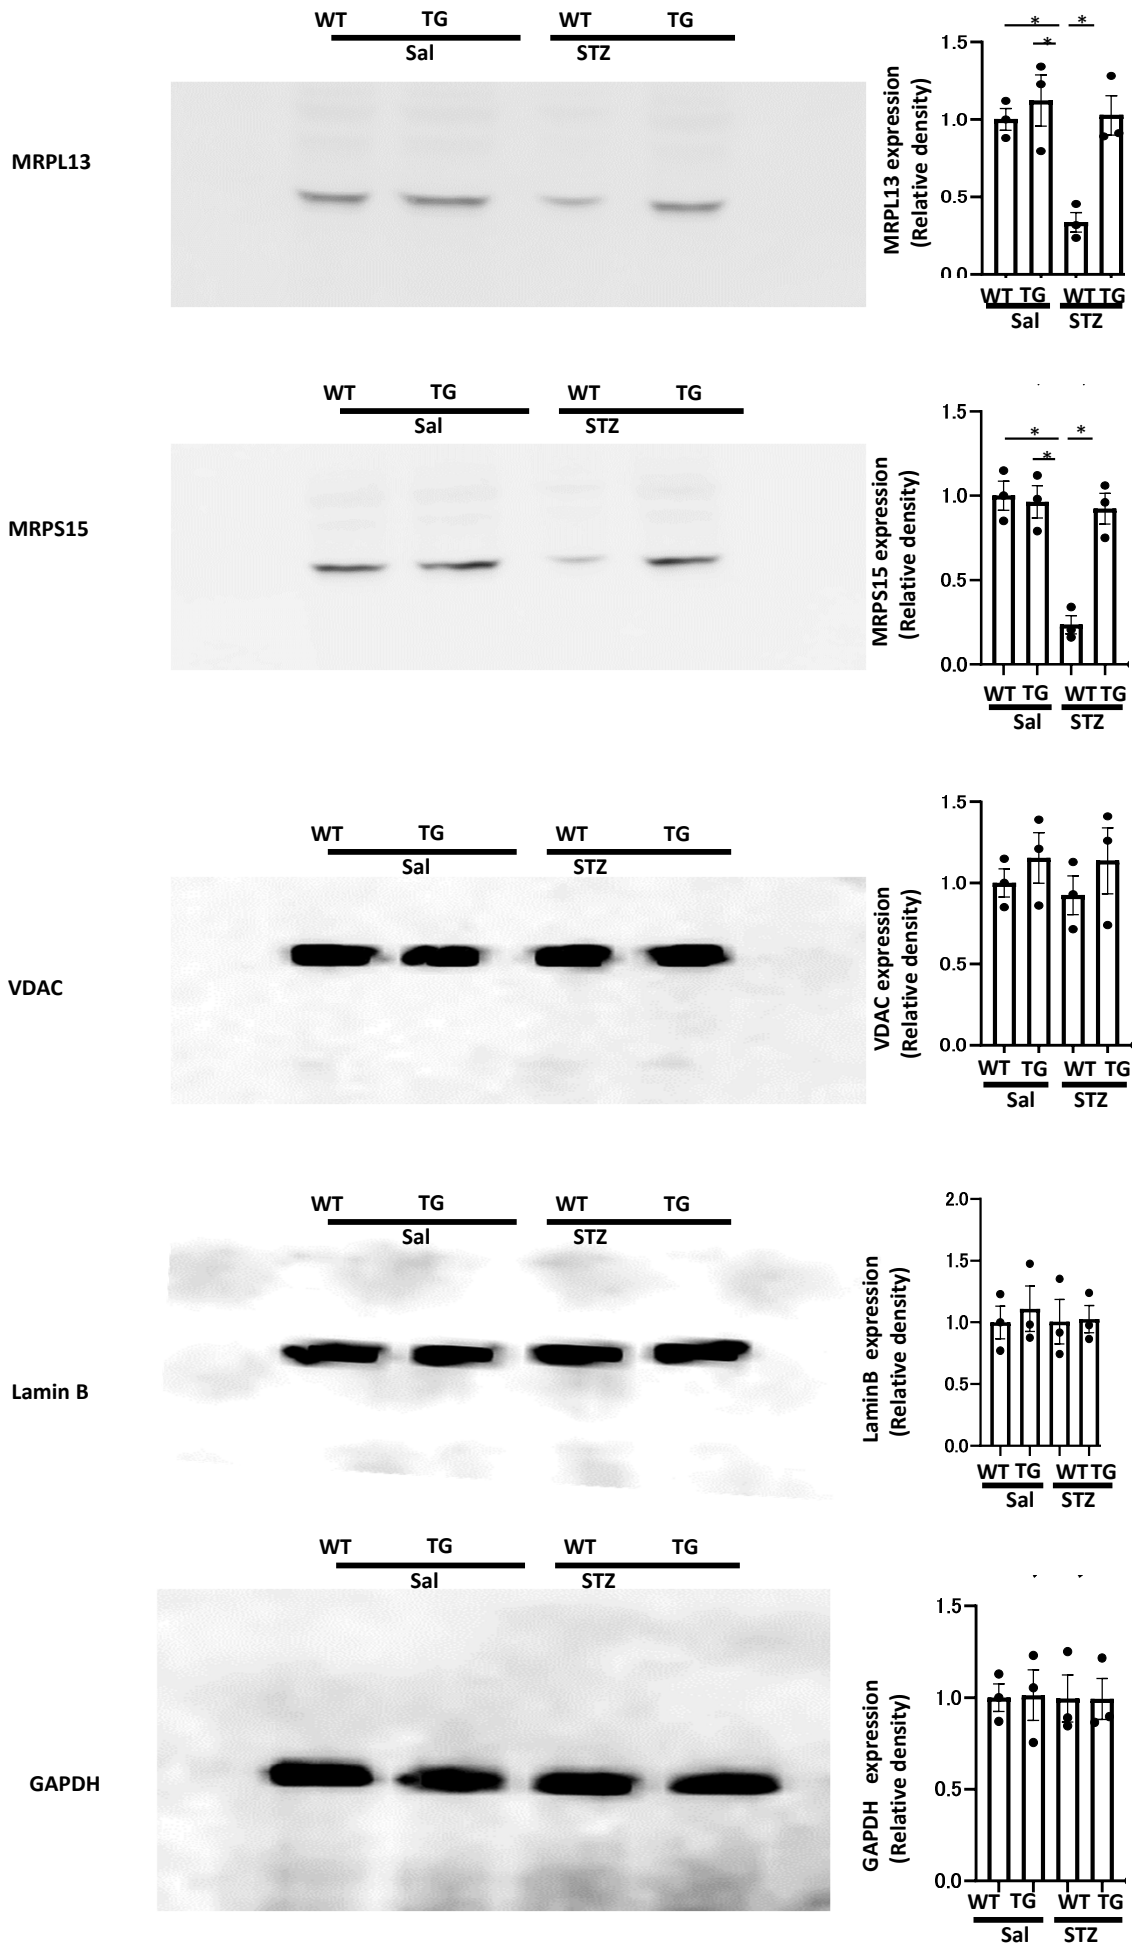 WT TG WT TG
Sal STZ
MRPL13
MRPL13 expression
(Relative density)
1.5
1.0
0.5
0.0
* *
*
WT TG WT TG
Sal STZ
WT TG WT TG
Sal STZ
MRPS15
MRPS15 expression
(Relative density)
1.5
1.0
0.5
0.0
* *
*
WT TG WT TG
Sal STZ
WT TG WT TG
Sal STZ
VDAC
VDAC expression
(Relative density)
1.5
1.0
0.5
0.0
WT TG WT TG
Sal STZ
WT TG WT TG
Sal STZ
Lamin B
LaminB expression
(Relative density)
2.0
1.5
1.0
0.5
0.0
WT TG WT TG
Sal STZ
WT TG WT TG
Sal STZ
GAPDH
GAPDH expression
(Relative density)
1.5
1.0
0.5
0.0
WT TG WT TG
Sal STZ